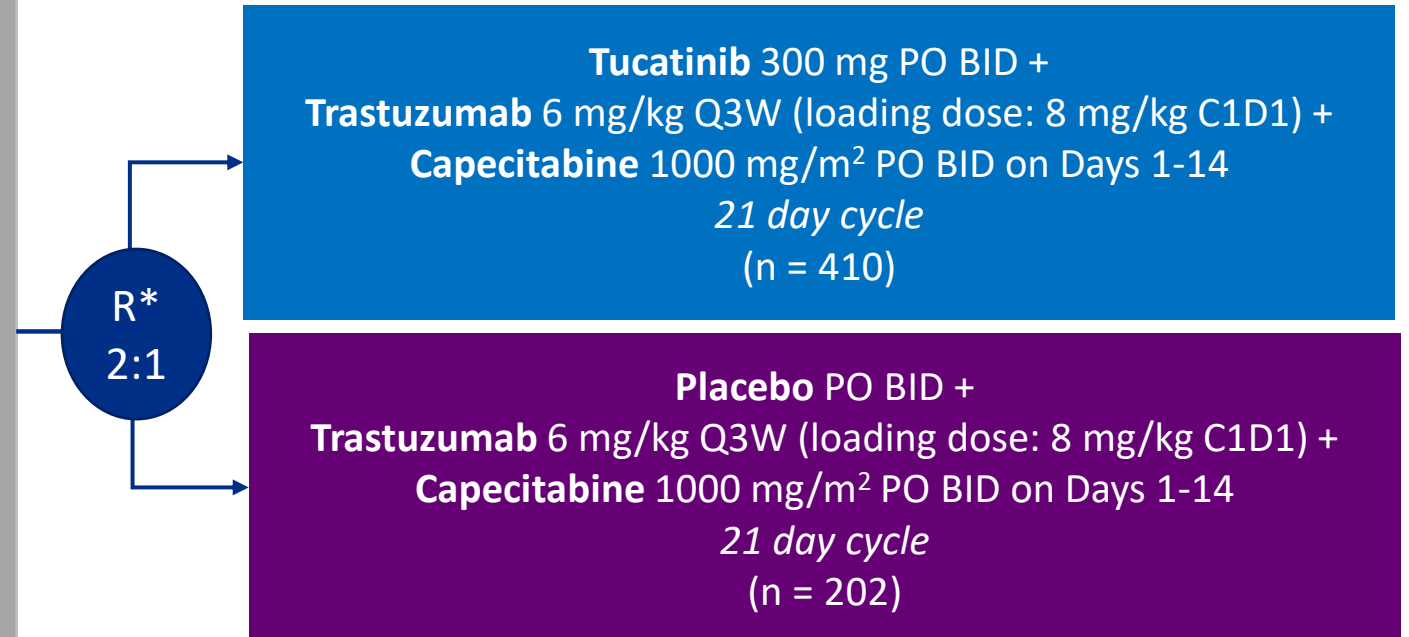 R*
2:1
Tucatinib 300 mg PO BID +
Trastuzumab 6 mg/kg Q3W (loading dose: 8 mg/kg C1D1) +
Capecitabine 1000 mg/m² PO BID on Days 1-14
21 day cycle
(n = 410)
Placebo PO BID +
Trastuzumab 6 mg/kg Q3W (loading dose: 8 mg/kg C1D1) +
Capecitabine 1000 mg/m² PO BID on Days 1-14
21 day cycle
(n = 202)